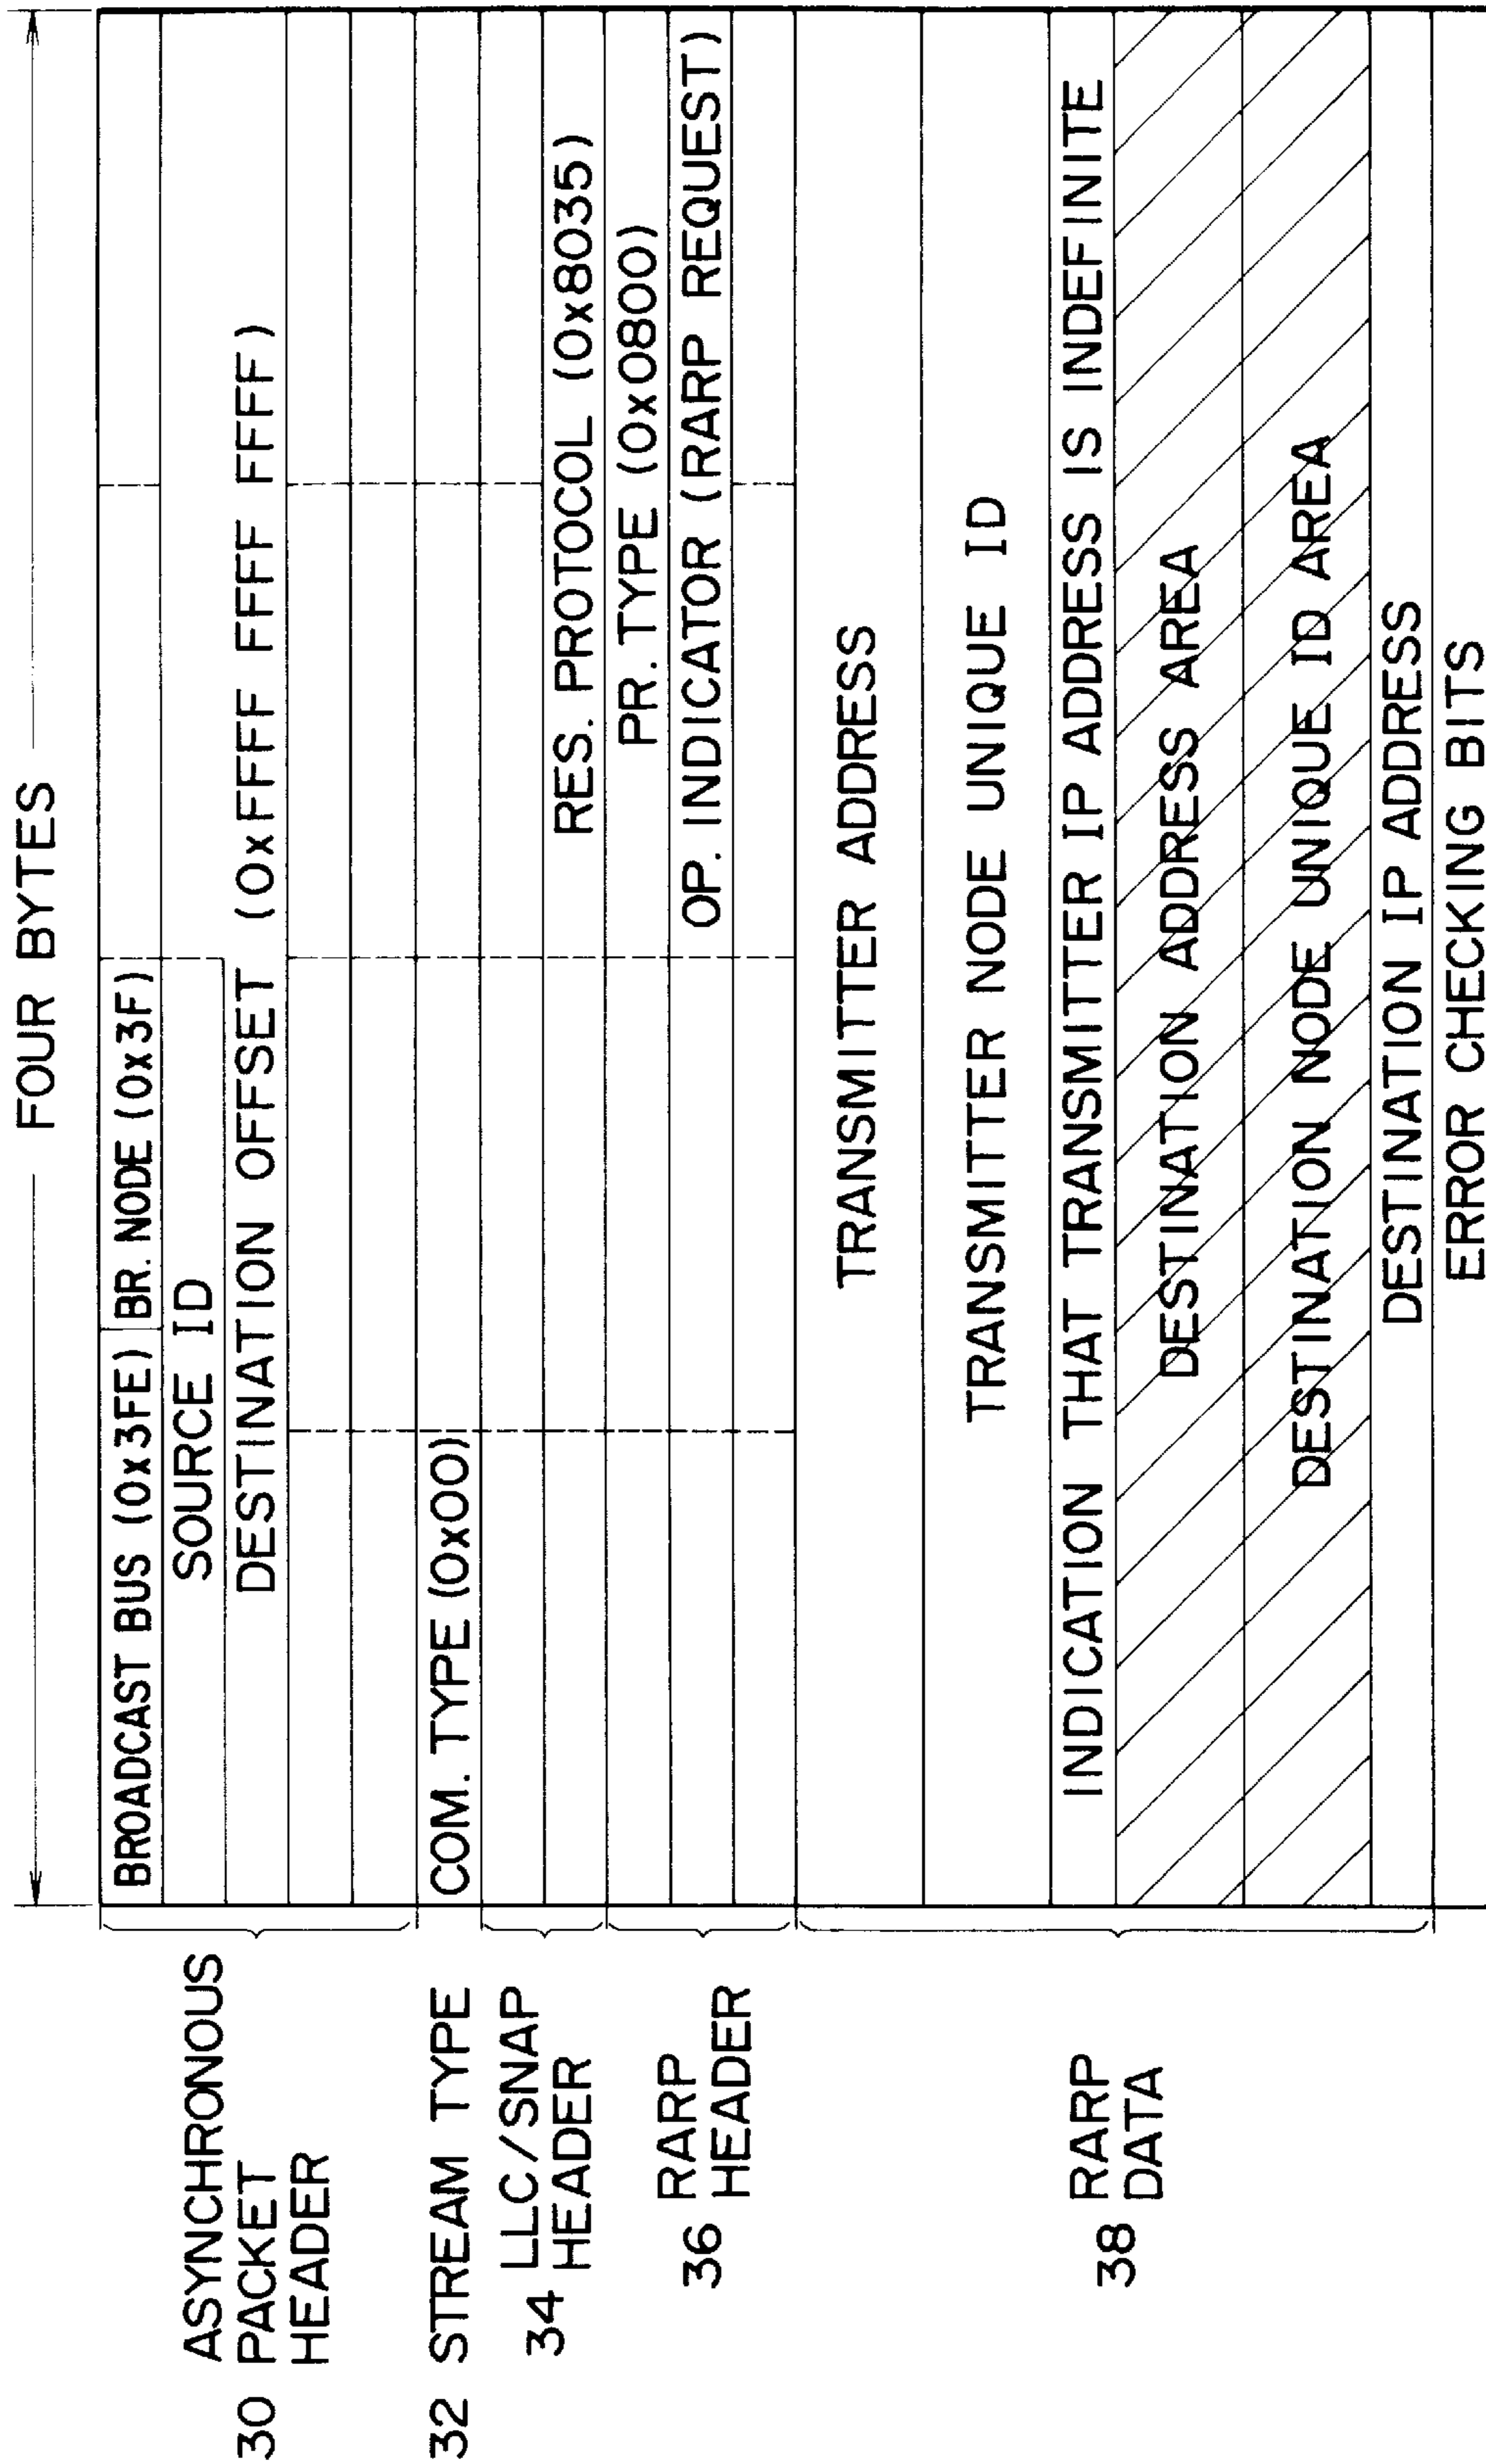 FOUR BYTES
ASYNCHRONOUS
30 PACKET
HEADER
BROADCAST BUS (0x3FE) BR. NODE (0x3F)
SOURCE ID
DESTINATION OFFSET (0xFFFF FFFF FFFF)
32 STREAM TYPE
COM. TYPE (0x00)
34 LLC/SNAP
HEADER
RES. PROTOCOL (0x8035)
36 RARP
HEADER
PR. TYPE (0x0800)
OP. INDICATOR (RARP REQUEST)
38 RARP
DATA
TRANSMITTER ADDRESS
TRANSMITTER NODE UNIQUE ID
INDICATION THAT TRANSMITTER IP ADDRESS IS INDEFINITE
DESTINATION ADDRESS AREA
DESTINATION NODE UNIQUE ID AREA
DESTINATION IP ADDRESS
ERROR CHECKING BITS